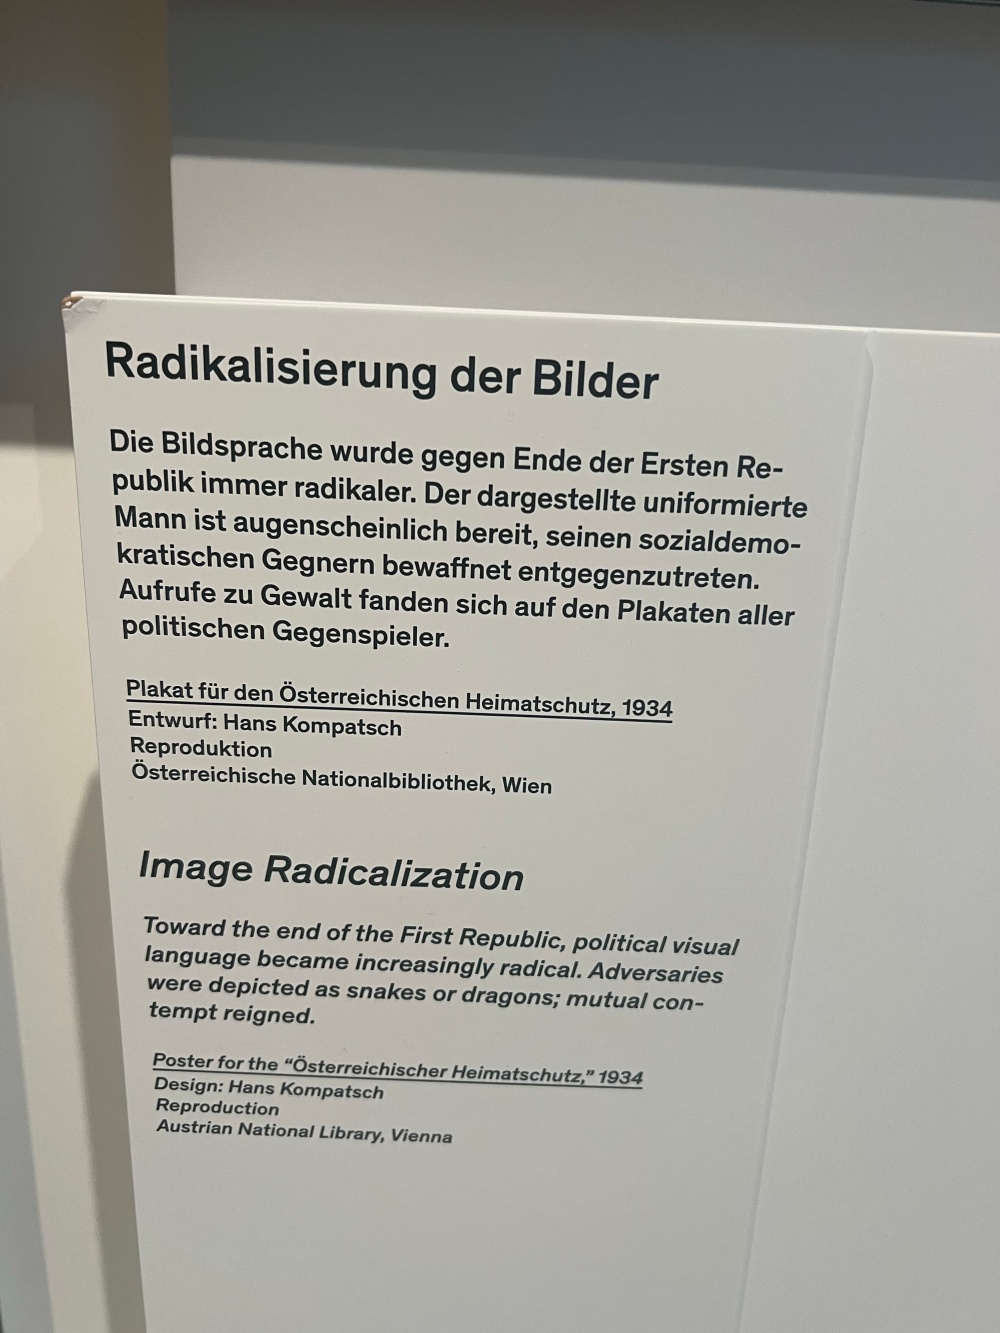 Radikalisierung der Bilder
Die Bildsprache wurde gegen Ende der Ersten Re-
publik immer radikaler. Der dargestellte uniformierte
Mann ist augenscheinlich bereit, seinen sozialdemo-
kratischen Gegnern bewaffnet entgegenzutreten.
Aufrufe zu Gewalt fanden sich auf den Plakaten aller
politischen Gegenspieler.
Plakat für den Österreichischen Heimatschutz, 1934
Entwurf: Hans Kompatsch
Reproduktion
Österreichische Nationalbibliothek, Wien
Image Radicalization
Toward the end of the First Republic, political visual
language became increasingly radical. Adversaries
were depicted as snakes or dragons; mutual con-
tempt reigned.
Poster for the “Österreichischer Heimatschutz,” 1934
Design: Hans Kompatsch
Reproduction
Austrian National Library, Vienna